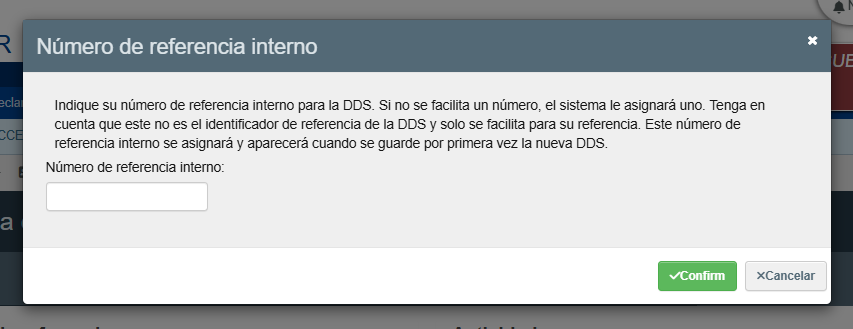 R
Número de referencia interno
UE
eclar
Indique su número de referencia interno para la DDS. Si no se facilita un número, el sistema le asignará uno. Tenga en
cuenta que este no es el identificador de referencia de la DDS y solo se facilita para su referencia. Este número de
referencia interno se asignará y aparecerá cuando se guarde por primera vez la nueva DDS.
CCE
Número de referencia interno:
a
Confirm
Cancelar